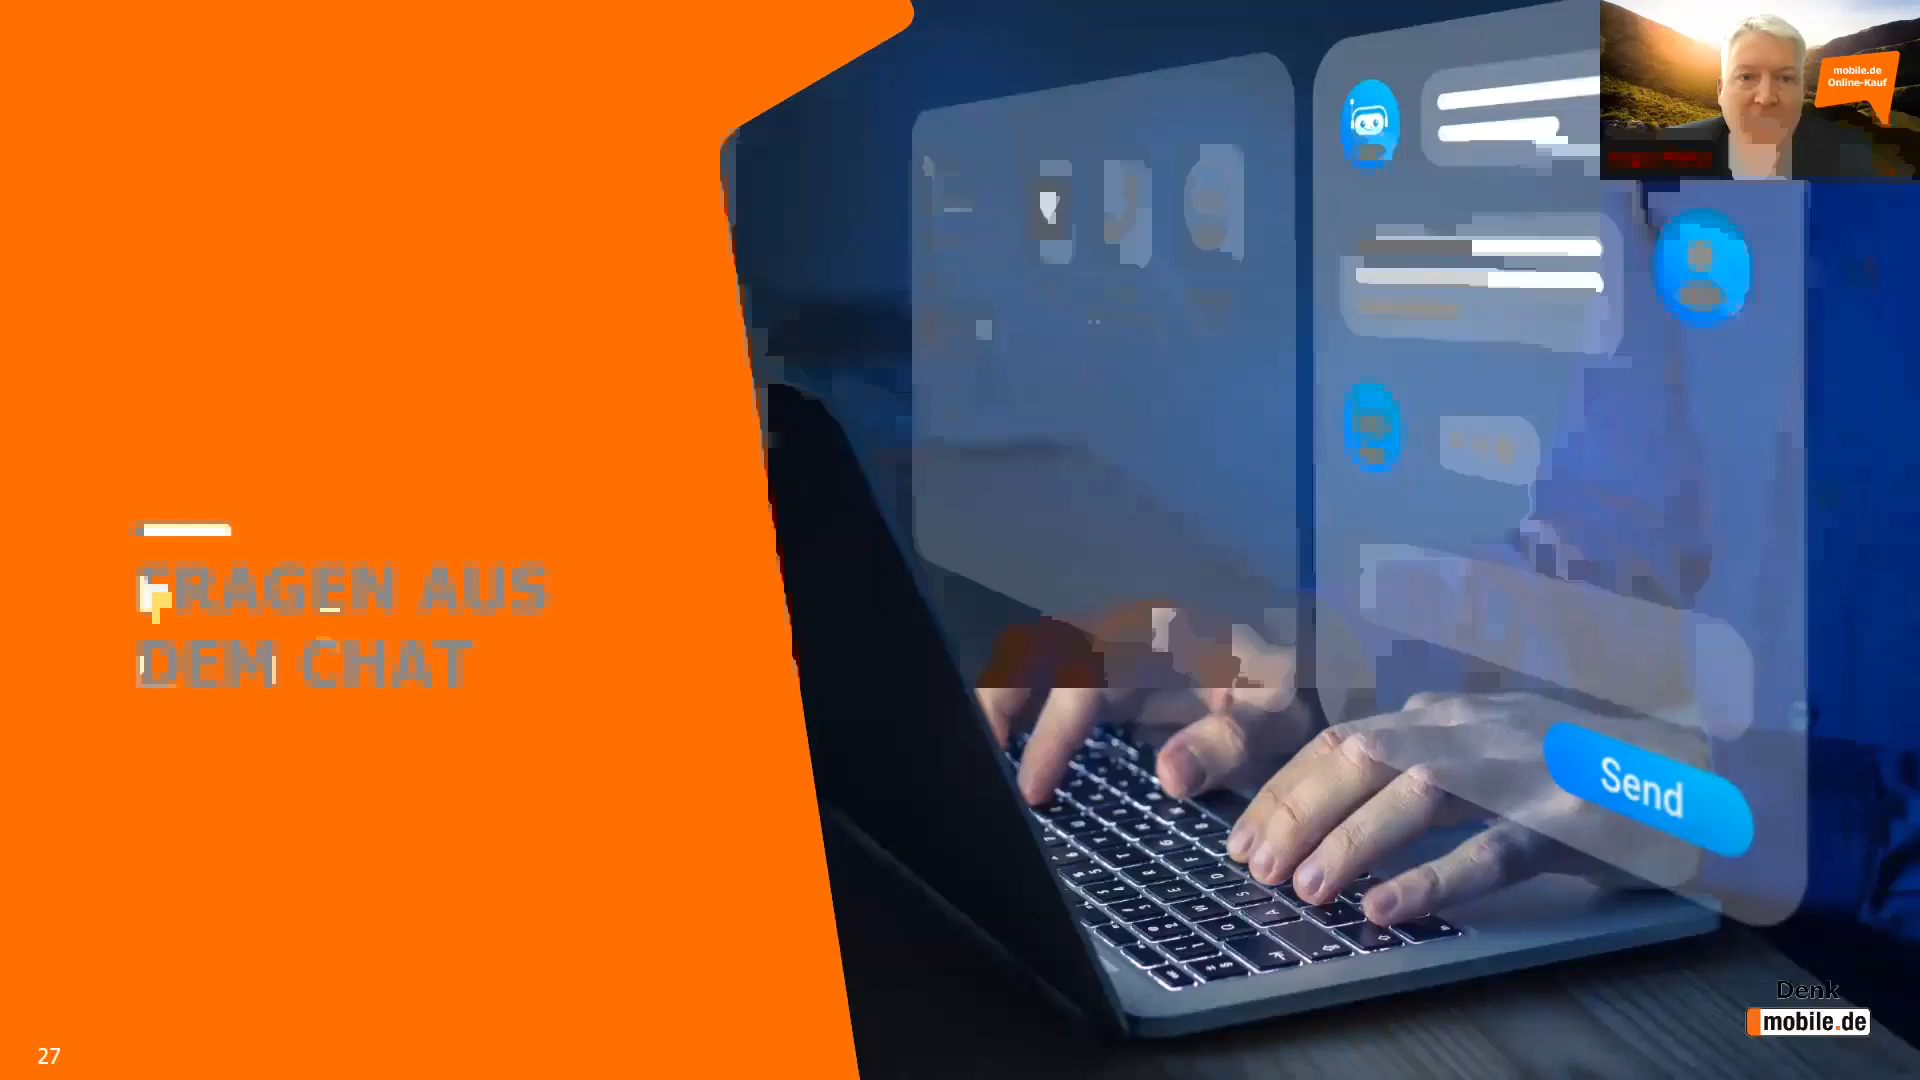 mobile.de
Online-Kauf
FRAGEN AUS
DEM CHAT
Send
Denk
mobile.de
27